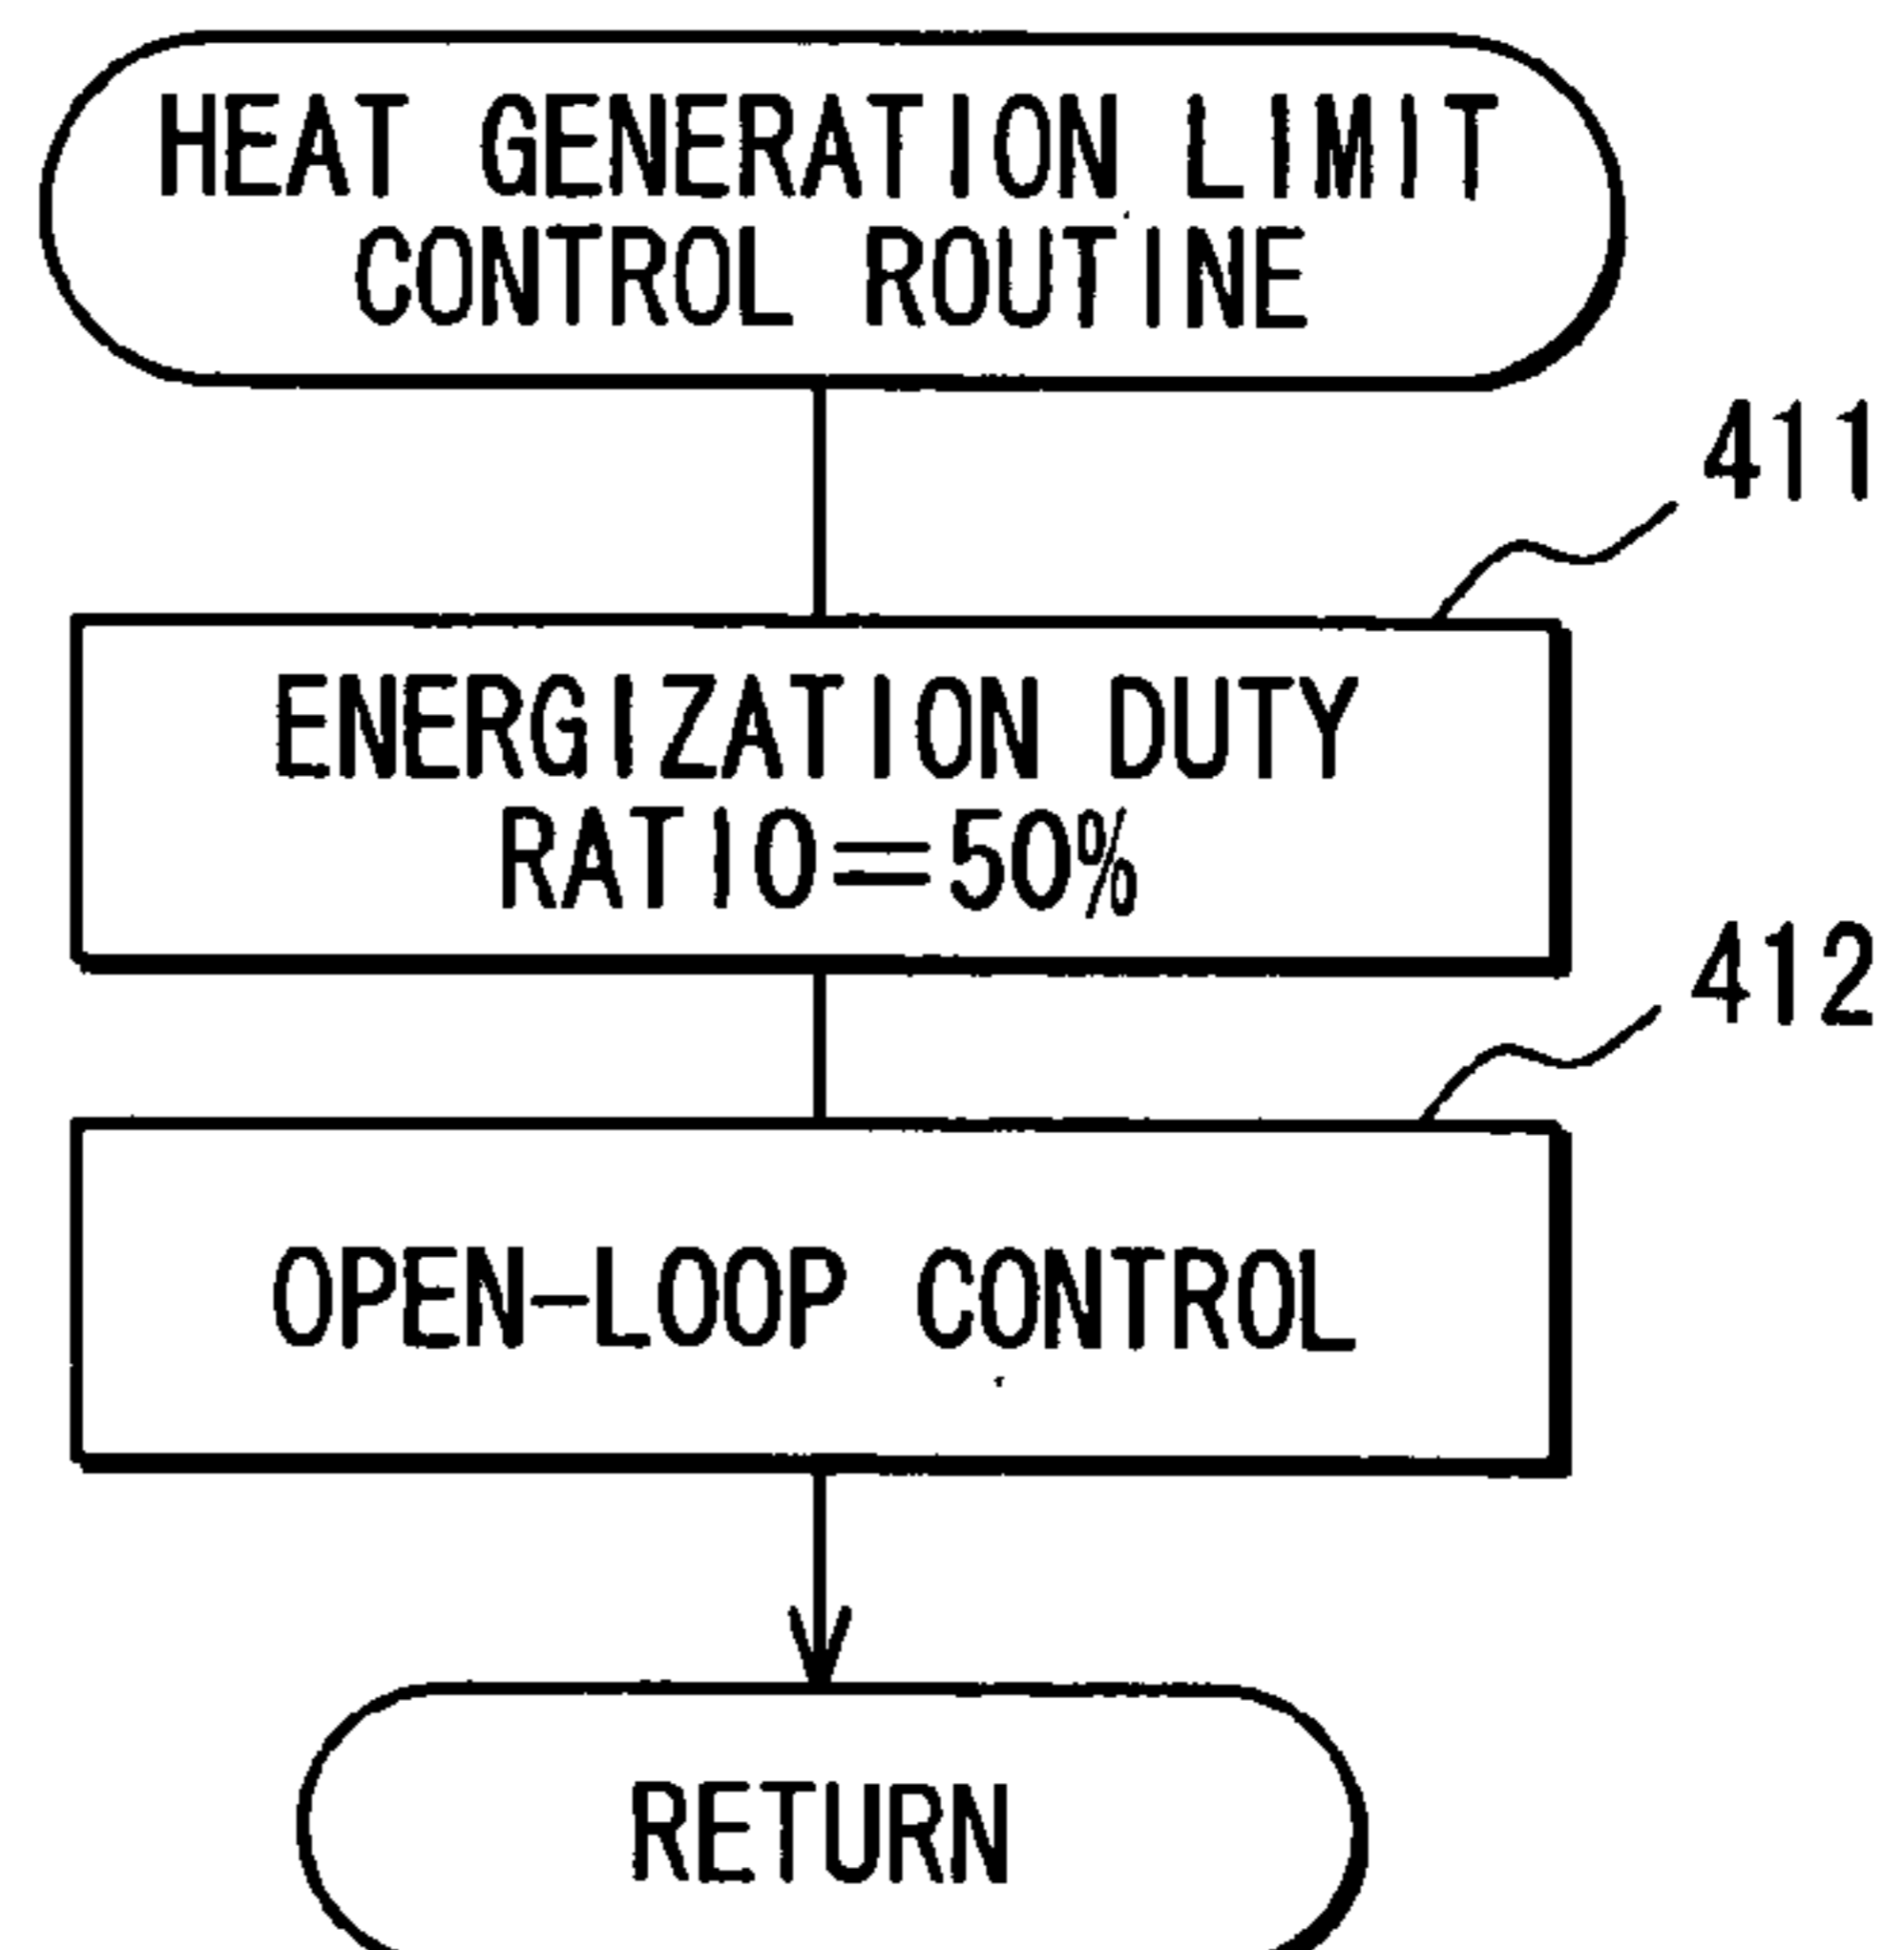 HEAT GENERATION LIMIT
CONTROL ROUTINE
411
ENERGIZATION DUTY
RATIO=50%
412
OPEN-LOOP CONTROL
RETURN